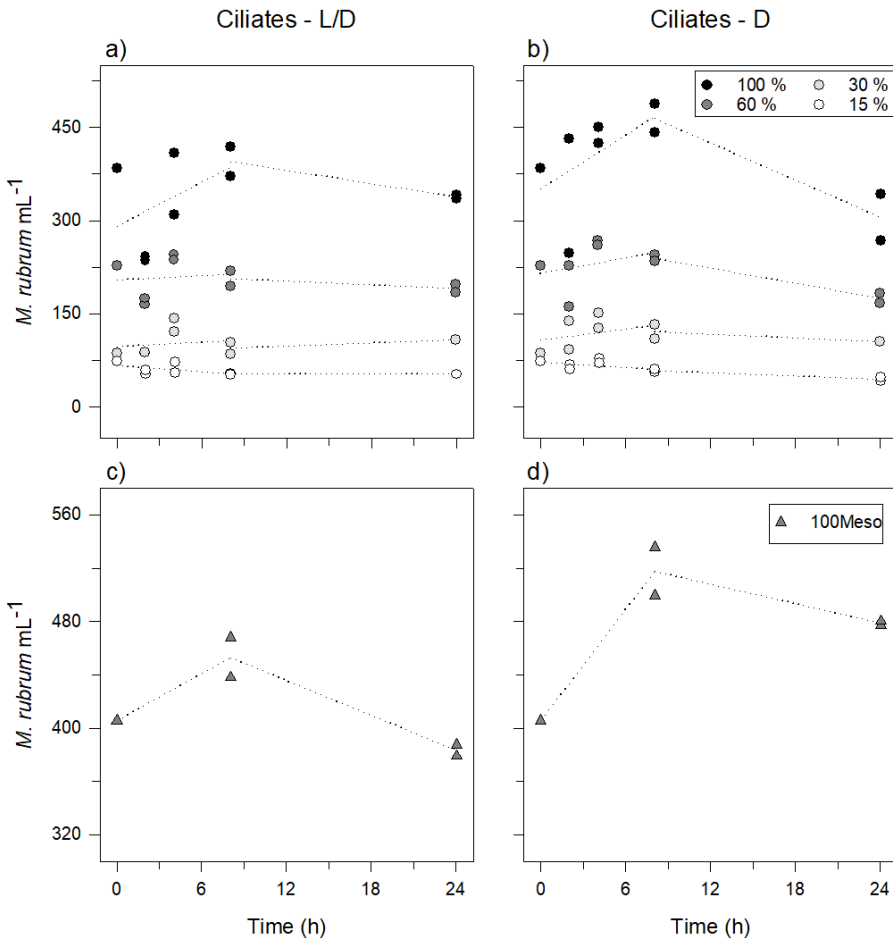 Ciliates - L/D
Ciliates - D
a)
b)
100 %
30 %
60 %
15 %
450
300
150
0
M. rubrum mL⁻¹
c)
d)
100Meso
560
480
400
320
M. rubrum mL⁻¹
0 6 12 18 24
0 6 12 18 24
Time (h)
Time (h)